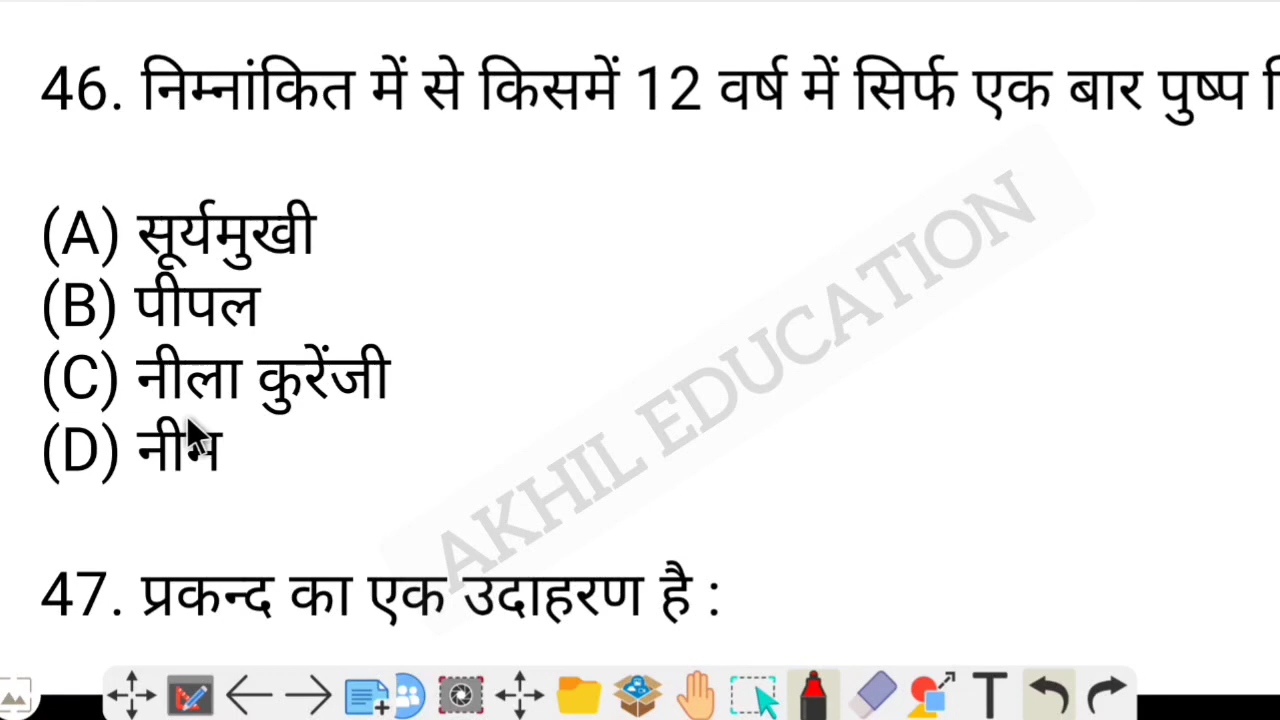 46. निम्नांकित में से किसमें 12 वर्ष में सिर्फ एक बार पुष्प
(A) सूर्यमुखी
(B) पीपल
(C) नीला कुरेंजी
(D) नीम
AKHIL EDUCATION
47. प्रकन्द का एक उदाहरण है :
T